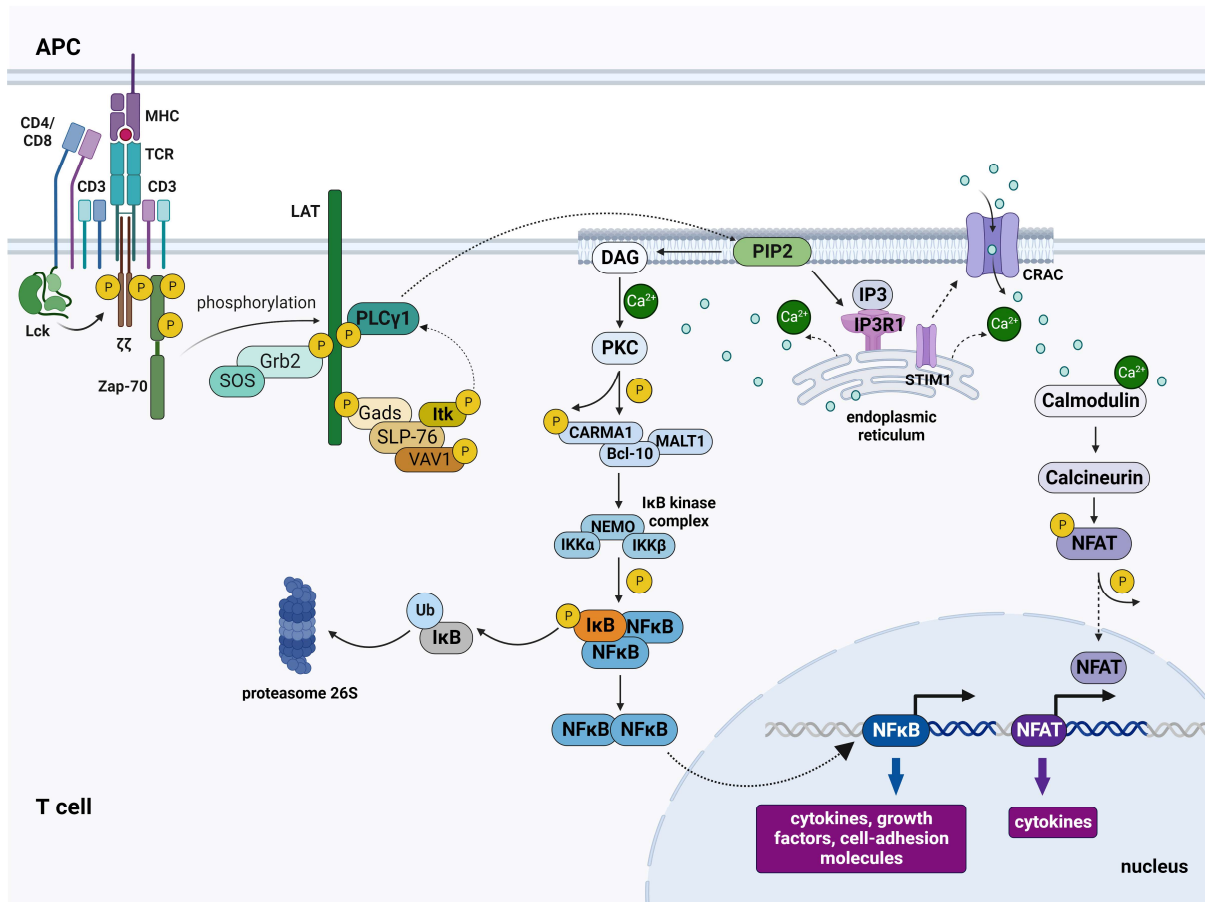 APC
CD4/
CD8
MHC
TCR
CD3
CD3
LAT
Lck
P
P
P
P
ζζ
Zap-70
phosphorylation
PLCγ1
P
P
Grb2
SOS
P
Gads
Itk
P
SLP-76
VAV1
P
DAG
PIP2
Ca2+
PKC
P
P
CARMA1
Bcl-10
MALT1
IκB kinase
complex
NEMO
IKKα
IKKβ
P
P
IκB
NFκB
NFκB
Ub
IκB
proteasome 26S
NFκB
NFκB
IP3
IP3R1
Ca2+
STIM1
endoplasmic
reticulum
CRAC
Ca2+
Ca2+
Calmodulin
Calcineurin
P
NFAT
P
NFAT
NFκB
NFAT
cytokines, growth
factors, cell-adhesion
molecules
cytokines
nucleus
T cell